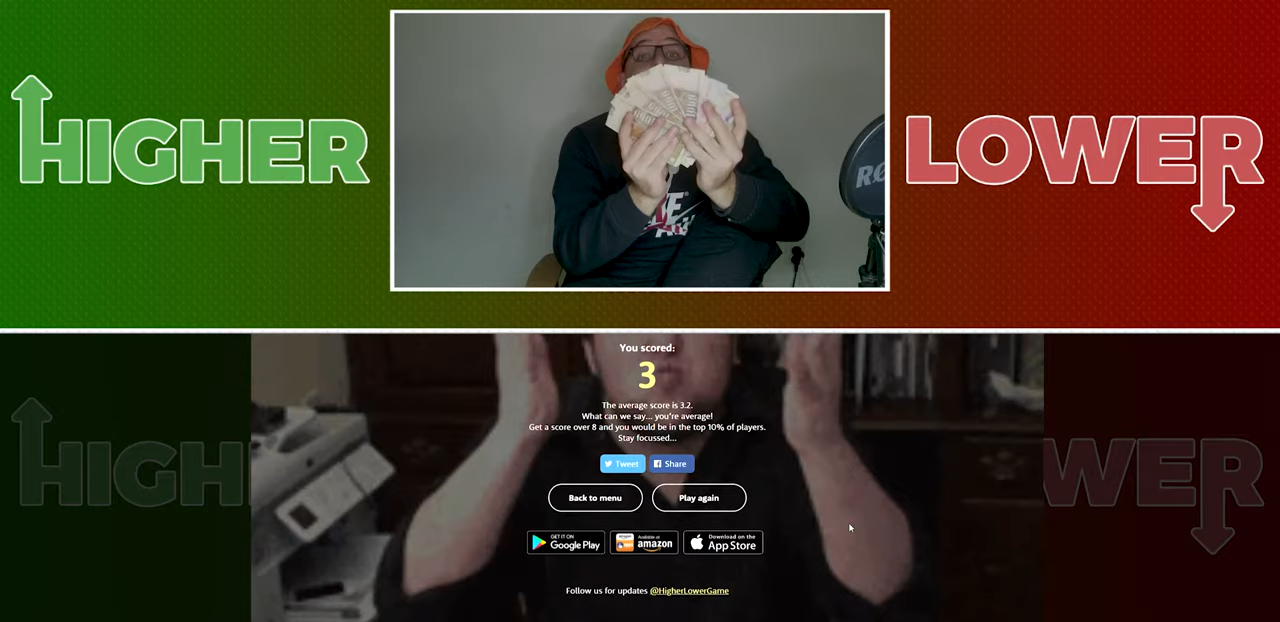 HIGHER
LOWER
You scored:
3
The average score is 3.2.
What can we say... you're average!
Get a score over 8 and you would be in the top 10% of players.
Stay focussed...
Tweet
Share
Back to menu
Play again
GET IT ON
Google Play
Available at
amazon
Download on the
App Store
Follow us for updates @HigherLowerGame
HIGH
WER